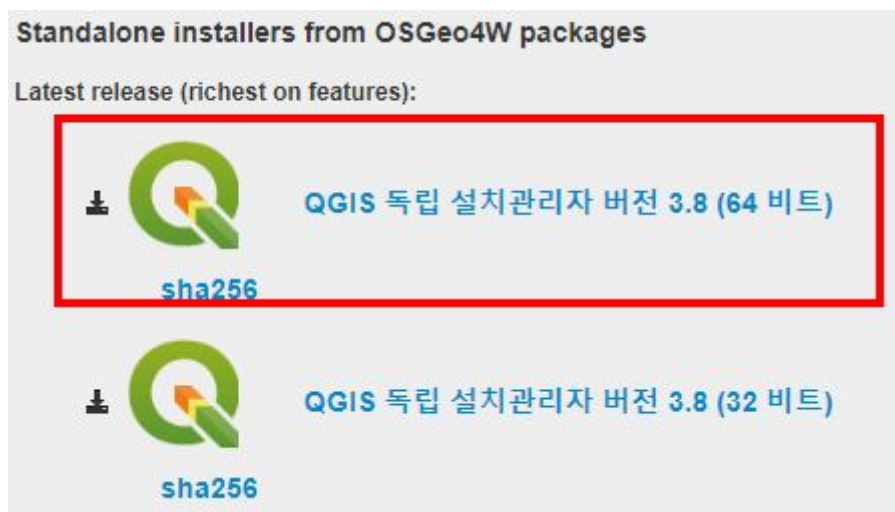 Standalone installers from OSGeo4W packages
Latest release (richest on features):
QGIS 독립 설치관리자 버전 3.8 (64 비트)
sha256
QGIS 독립 설치관리자 버전 3.8 (32 비트)
sha256